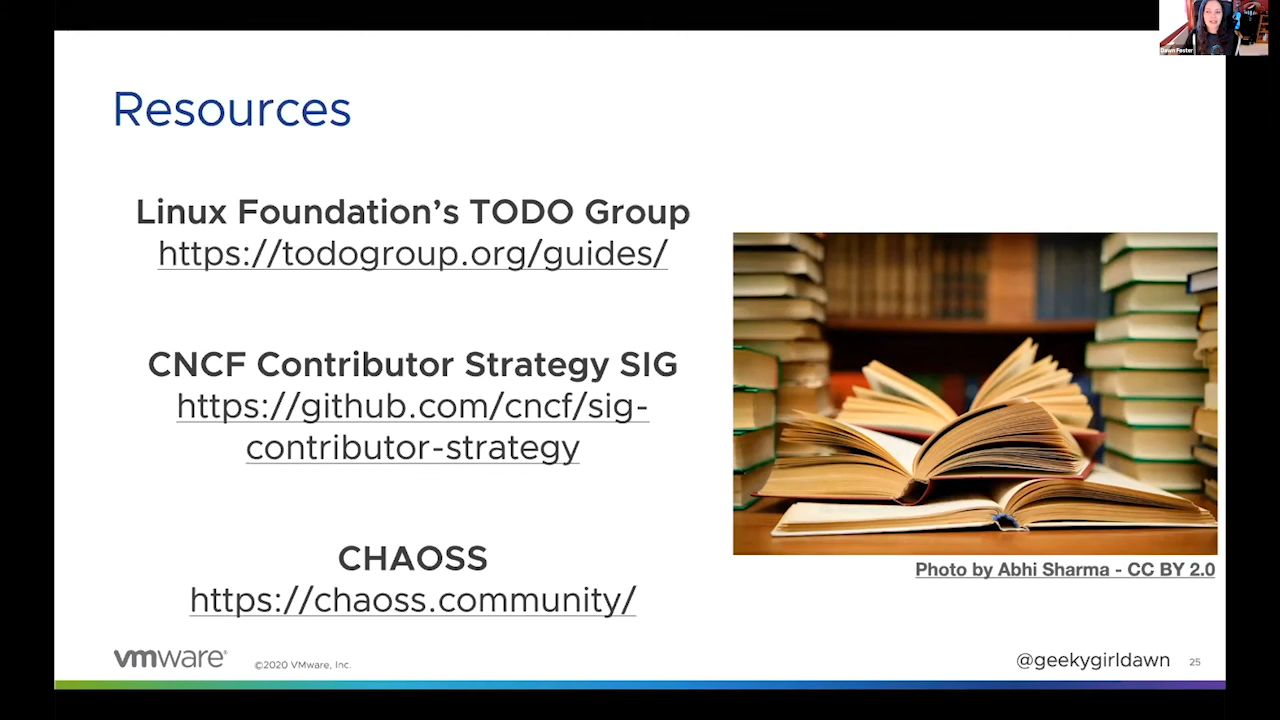 Dawn Foster
Resources
Linux Foundation's TODO Group
https://todogroup.org/guides/
CNCF Contributor Strategy SIG
https://github.com/cncf/sig-
contributor-strategy
CHAOSS
https://chaoss.community/
Photo by Abhi Sharma - CC BY 2.0
vmware®
©2020 VMware, Inc.
@geekygirldawn
25